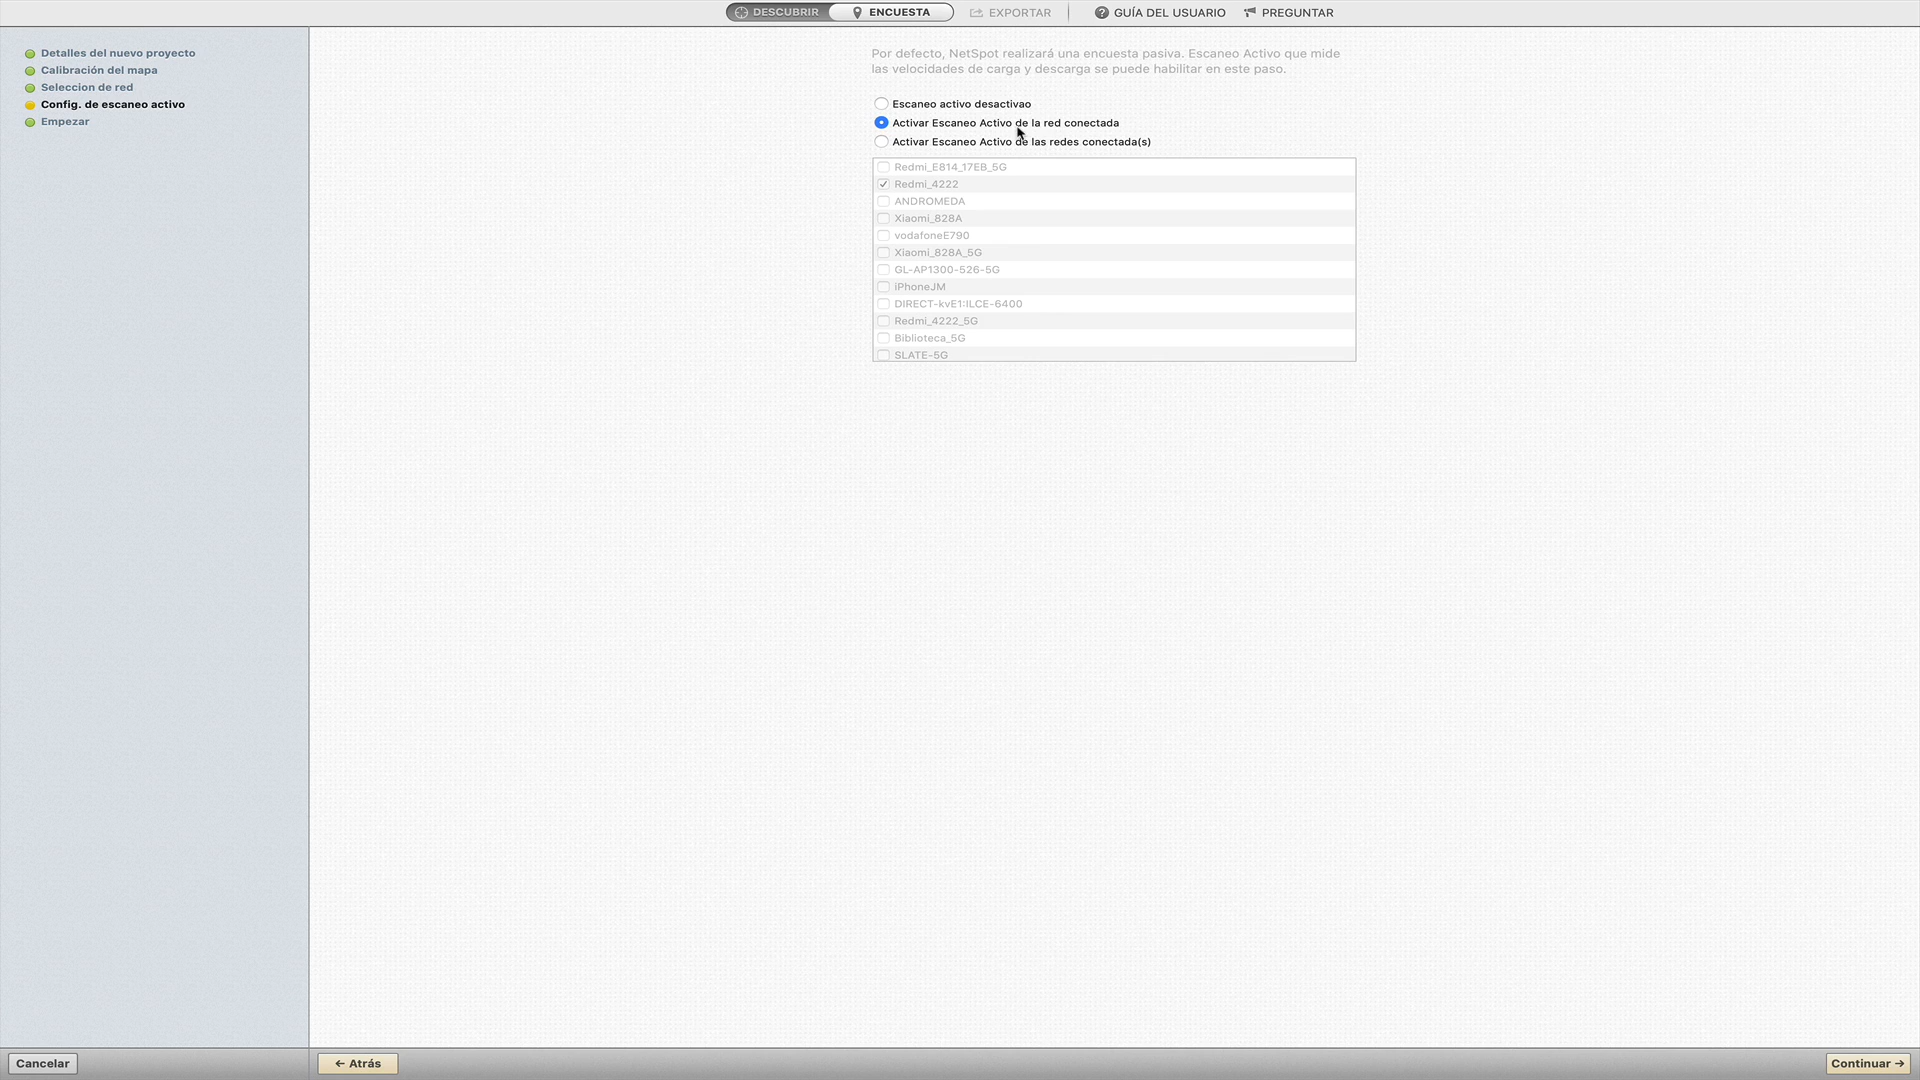 DESCUBRIR ENCUESTA EXPORTAR GUÍA DEL USUARIO PREGUNTAR
Detalles del nuevo proyecto
Calibración del mapa
Seleccion de red
Config. de escaneo activo
Empezar
Por defecto, NetSpot realizará una encuesta pasiva. Escaneo Activo que mide
las velocidades de carga y descarga se puede habilitar en este paso.
Escaneo activo desactivao
Activar Escaneo Activo de la red conectada
Activar Escaneo Activo de las redes conectada(s)
Redmi_E814_17EB_5G
Redmi_4222
ANDROMEDA
Xiaomi_828A
vodafoneE790
Xiaomi_828A_5G
GL-AP1300-526-5G
iPhoneJM
DIRECT-kvE1:ILCE-6400
Redmi_4222_5G
Biblioteca_5G
SLATE-5G
Cancelar ← Atrás Continuar →